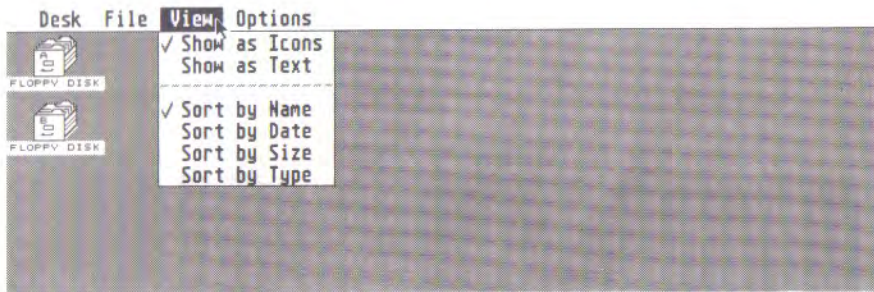 Desk File View Options
✓ Show as Icons
Show as Text
✓ Sort by Name
Sort by Date
Sort by Size
Sort by Type
A
FLOPPY DISK
B
FLOPPY DISK